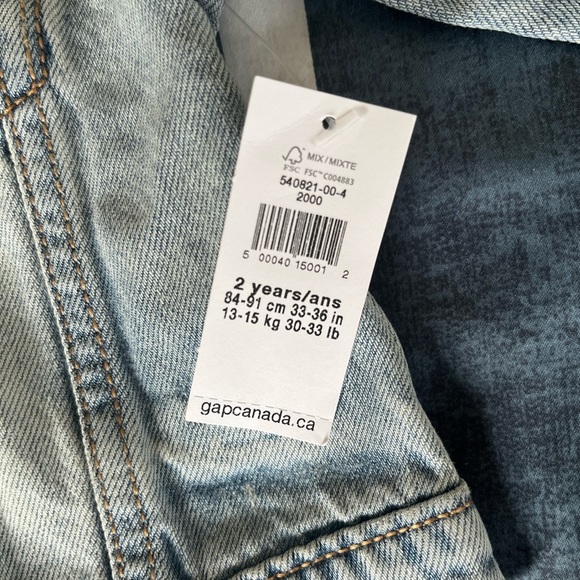 MIX/MIXTE
FSC FSC™ C004883
540821-00-4
2000
5 00040 15001 2
2 years/ans
84-91 cm 33-36 in
13-15 kg 30-33 lb
gapcanada.ca